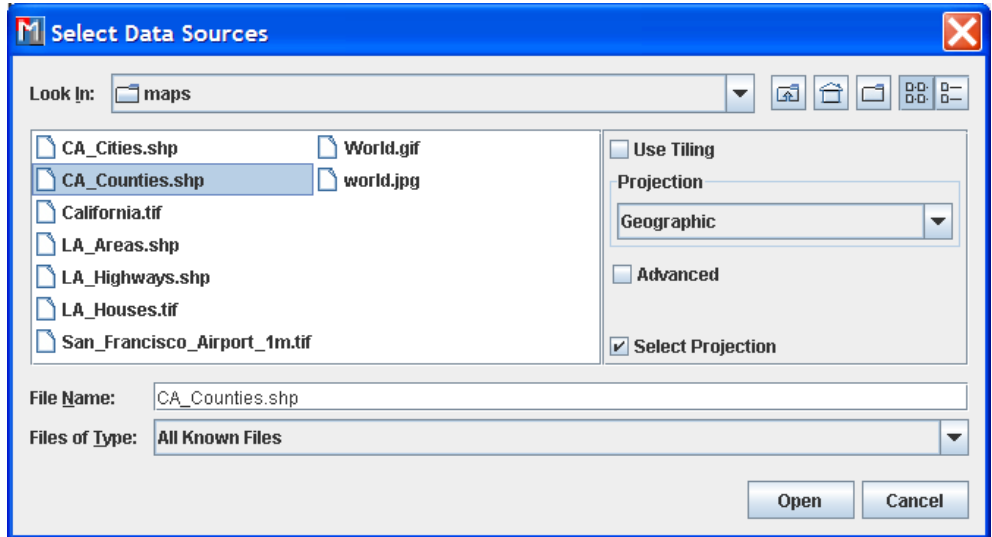 Select Data Sources
Look In: maps
CA_Cities.shp
CA_Counties.shp
California.tif
LA_Areas.shp
LA_Highways.shp
LA_Houses.tif
San_Francisco_Airport_1m.tif
World.gif
world.jpg
Use Tiling
Projection
Geographic
Advanced
Select Projection
File Name: CA_Counties.shp
Files of Type: All Known Files
Open Cancel